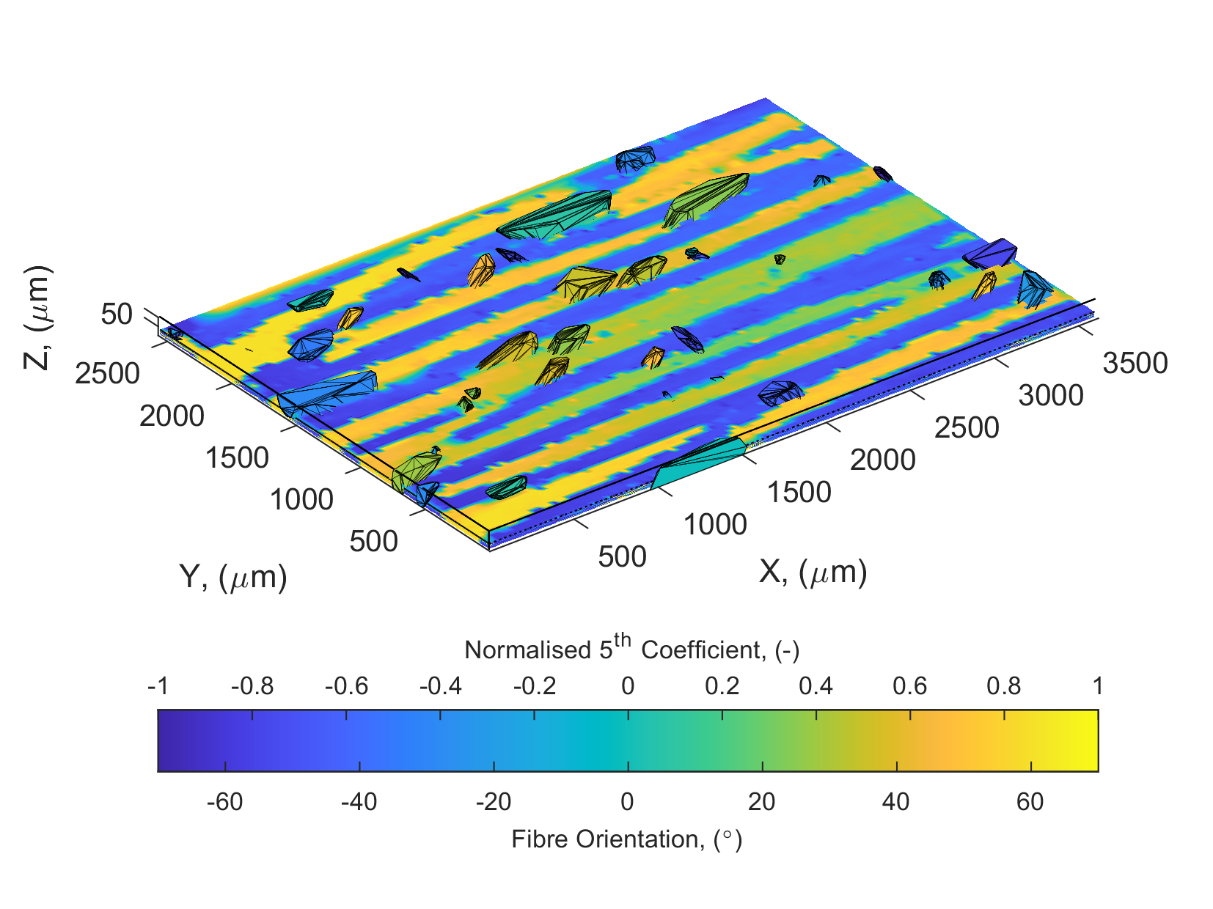 Z, (μm)
50
2500
2000
1500
1000
500
Y, (μm)
3500
3000
2500
2000
1500
1000
500
X, (μm)
Normalised 5th Coefficient, (-)
-1 -0.8 -0.6 -0.4 -0.2 0 0.2 0.4 0.6 0.8 1
-60 -40 -20 0 20 40 60
Fibre Orientation, (°)